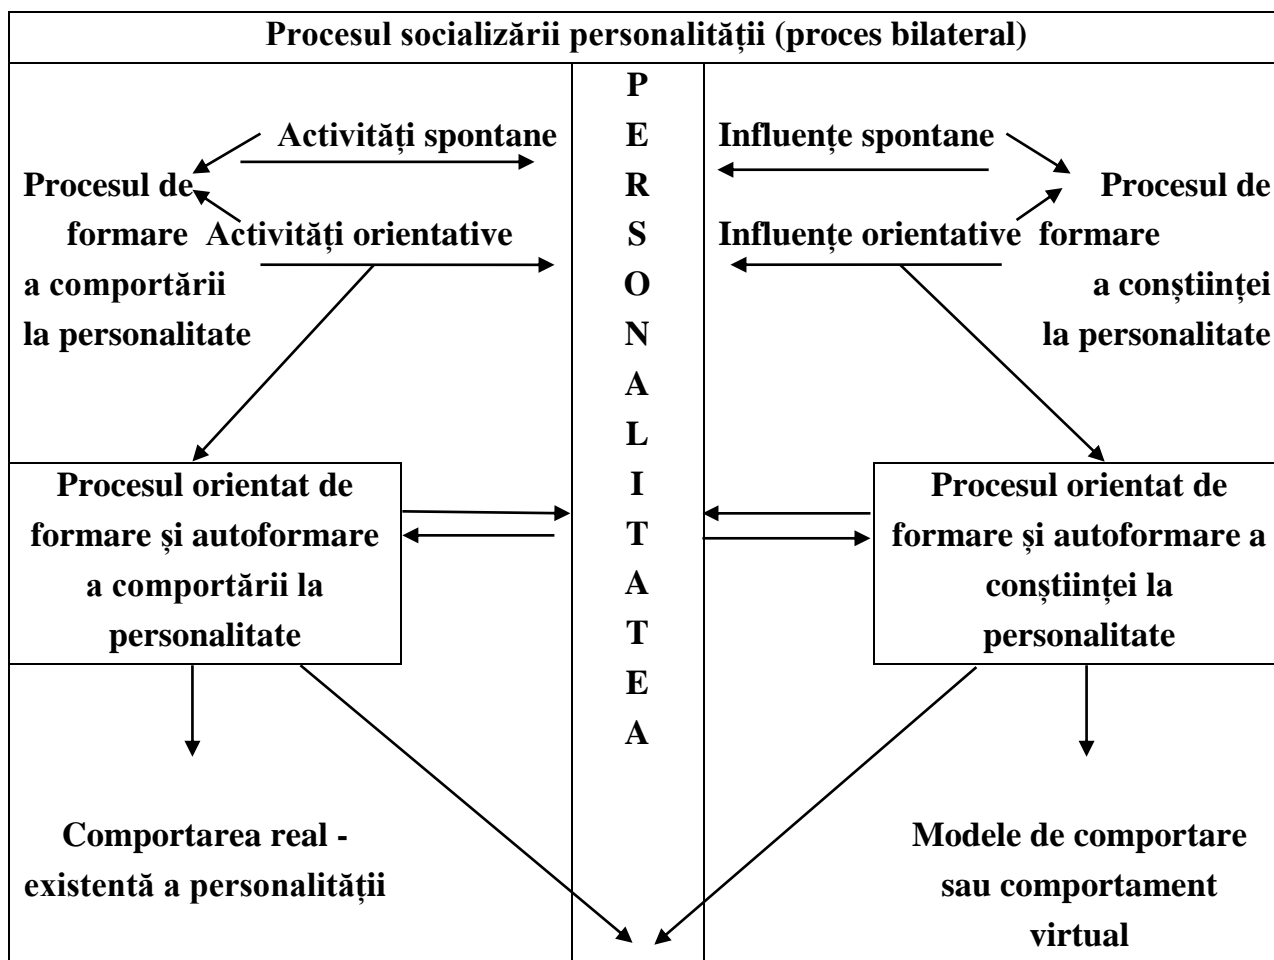 Procesul socializării personalității (proces bilateral)
Activități spontane
Procesul de
formare Activități orientative
a comportării
la personalitate
P
E
R
S
O
N
A
L
I
T
A
T
E
A
Influențe spontane
Procesul de
Influențe orientative formare
a conștiinței
la personalitate
Procesul orientat de
formare și autoformare
a comportării la
personalitate
Procesul orientat de
formare și autoformare a
conștiinței la
personalitate
Comportarea real -
existentă a personalității
Modele de comportare
sau comportament
virtual